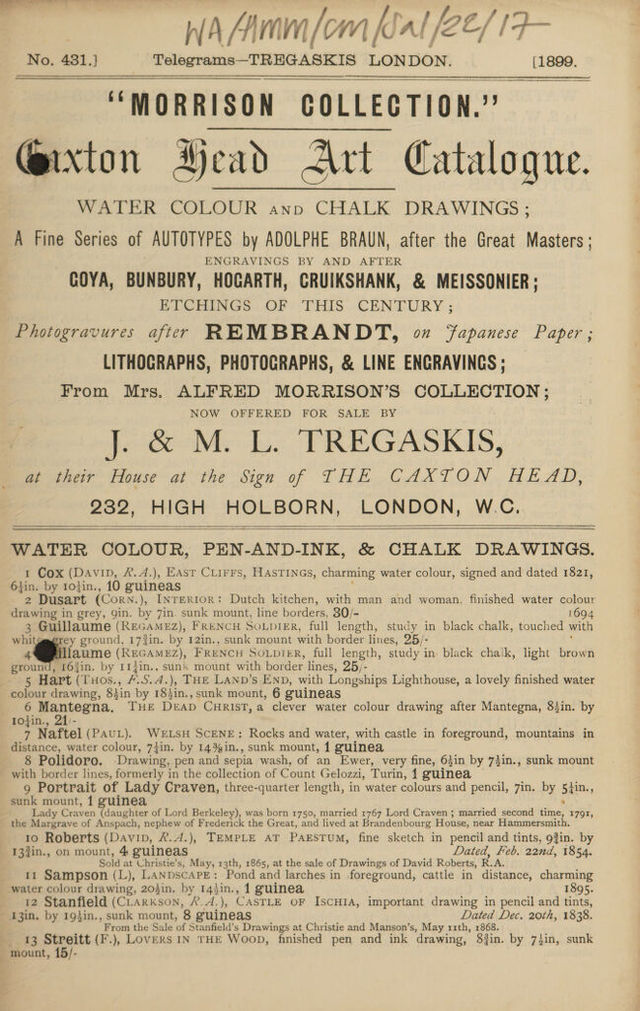 WA/HMM/CM/Sal/22/17
No. 431.] Telegrams—TREGASKIS LONDON. [1899.
"MORRISON COLLECTION."
Caxton Head Art Catalogue.
WATER COLOUR AND CHALK DRAWINGS;
A Fine Series of AUTOTYPES by ADOLPHE BRAUN, after the Great Masters;
ENGRAVINGS BY AND AFTER
GOYA, BUNBURY, HOGARTH, CRUIKSHANK, & MEISSONIER;
ETCHINGS OF THIS CENTURY;
Photogravures after REMBRANDT, on Japanese Paper;
LITHOGRAPHS, PHOTOGRAPHS, & LINE ENGRAVINGS;
From Mrs. ALFRED MORRISON'S COLLECTION;
NOW OFFERED FOR SALE BY
J. & M. L. TREGASKIS,
at their House at the Sign of THE CAXTON HEAD,
232, HIGH HOLBORN, LONDON, W.C.
WATER COLOUR, PEN-AND-INK, & CHALK DRAWINGS.
1 Cox (DAVID, R.A.), EAST CLIFFS, HASTINGS, charming water colour, signed and dated 1821,
6½in. by 10½in., 10 guineas
2 Dusart (CORN.), INTERIOR: Dutch kitchen, with man and woman, finished water colour
drawing in grey, 9in. by 7in. sunk mount, line borders, 30/- 1694
3 Guillaume (REGAMEZ), FRENCH SOLDIER, full length, study in black chalk, touched with
white grey ground, 17¾in. by 12in., sunk mount with border lines, 25/-
4 Guillaume (REGAMEZ), FRENCH SOLDIER, full length, study in black chalk, light brown
ground, 16¾in. by 11¼in., sunk mount with border lines, 25/-
5 Hart (THOS., F.S.A.), THE LAND'S END, with Longships Lighthouse, a lovely finished water
colour drawing, 8½in by 18½in., sunk mount, 6 guineas
6 Mantegna. THE DEAD CHRIST, a clever water colour drawing after Mantegna, 8½in. by
10¼in., 21/-
7 Naftel (PAUL). WELSH SCENE: Rocks and water, with castle in foreground, mountains in
distance, water colour, 7¼in. by 14⅜in., sunk mount, 1 guinea
8 Polidoro. Drawing, pen and sepia wash, of an Ewer, very fine, 6½in by 7½in., sunk mount
with border lines, formerly in the collection of Count Gelozzi, Turin, 1 guinea
9 Portrait of Lady Craven, three-quarter length, in water colours and pencil, 7in. by 5½in.,
sunk mount, 1 guinea
Lady Craven (daughter of Lord Berkeley), was born 1750, married 1767 Lord Craven; married second time, 1791,
the Margrave of Anspach, nephew of Frederick the Great, and lived at Brandenbourg House, near Hammersmith.
10 Roberts (DAVID, R.A.), TEMPLE AT PAESTUM, fine sketch in pencil and tints, 9¾in. by
13¾in., on mount, 4 guineas Dated, Feb. 22nd, 1854.
Sold at Christie's, May, 13th, 1865, at the sale of Drawings of David Roberts, R.A.
11 Sampson (L), LANDSCAPE: Pond and larches in foreground, cattle in distance, charming
water colour drawing, 20½in. by 14½in., 1 guinea 1895.
12 Stanfield (CLARKSON, R.A.), CASTLE OF ISCHIA, important drawing in pencil and tints,
13in. by 19½in., sunk mount, 8 guineas Dated Dec. 20th, 1838.
From the Sale of Stanfield's Drawings at Christie and Manson's, May 11th, 1868.
13 Streitt (F.), LOVERS IN THE WOOD, finished pen and ink drawing, 8¾in. by 7½in, sunk
mount, 15/-